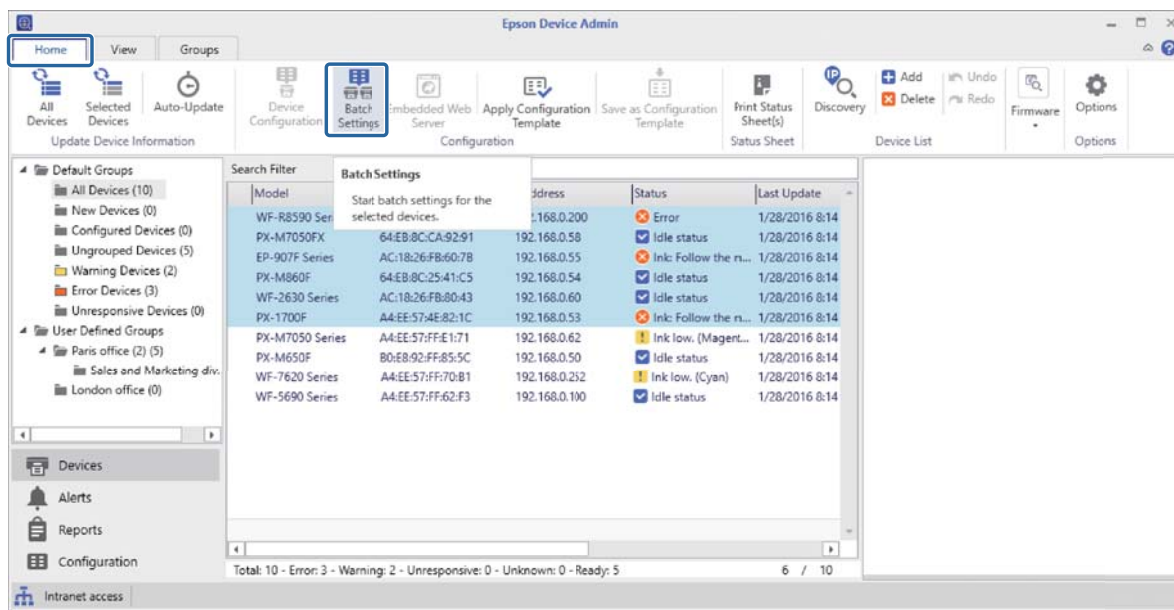 Epson Device Admin
Home View Groups
All Devices
Selected Devices
Auto-Update
Update Device Information
Device Configuration
Batch Settings
Embedded Web Server
Apply Configuration Template
Save as Configuration Template
Configuration
Print Status Sheet(s)
Status Sheet
IP
Discovery
Add
Delete
Undo
Redo
Device List
Firmware
Options
Options
Default Groups
All Devices (10)
New Devices (0)
Configured Devices (0)
Ungrouped Devices (5)
Warning Devices (2)
Error Devices (3)
Unresponsive Devices (0)
User Defined Groups
Paris office (2) (5)
Sales and Marketing div.
London office (0)
Devices
Alerts
Reports
Configuration
Search Filter
Batch Settings
Start batch settings for the
selected devices.
Model ddress Status Last Update
WF-R8590 Ser .168.0.200 Error 1/28/2016 8:14
PX-M7050FX 64:EB:8C:CA:92:91 192.168.0.58 Idle status 1/28/2016 8:14
EP-907F Series AC:18:26:FB:60:7B 192.168.0.55 Ink: Follow the n... 1/28/2016 8:14
PX-M860F 64:EB:8C:25:41:C5 192.168.0.54 Idle status 1/28/2016 8:14
WF-2630 Series AC:18:26:FB:80:43 192.168.0.60 Idle status 1/28/2016 8:14
PX-1700F A4:EE:57:4E:82:1C 192.168.0.53 Ink: Follow the n... 1/28/2016 8:14
PX-M7050 Series A4:EE:57:FF:E1:71 192.168.0.62 Ink low. (Magent... 1/28/2016 8:14
PX-M650F B0:E8:92:FF:85:5C 192.168.0.50 Idle status 1/28/2016 8:14
WF-7620 Series A4:EE:57:FF:70:B1 192.168.0.252 Ink low. (Cyan) 1/28/2016 8:14
WF-5690 Series A4:EE:57:FF:62:F3 192.168.0.100 Idle status 1/28/2016 8:14
Total: 10 - Error: 3 - Warning: 2 - Unresponsive: 0 - Unknown: 0 - Ready: 5 6 / 10
Intranet access